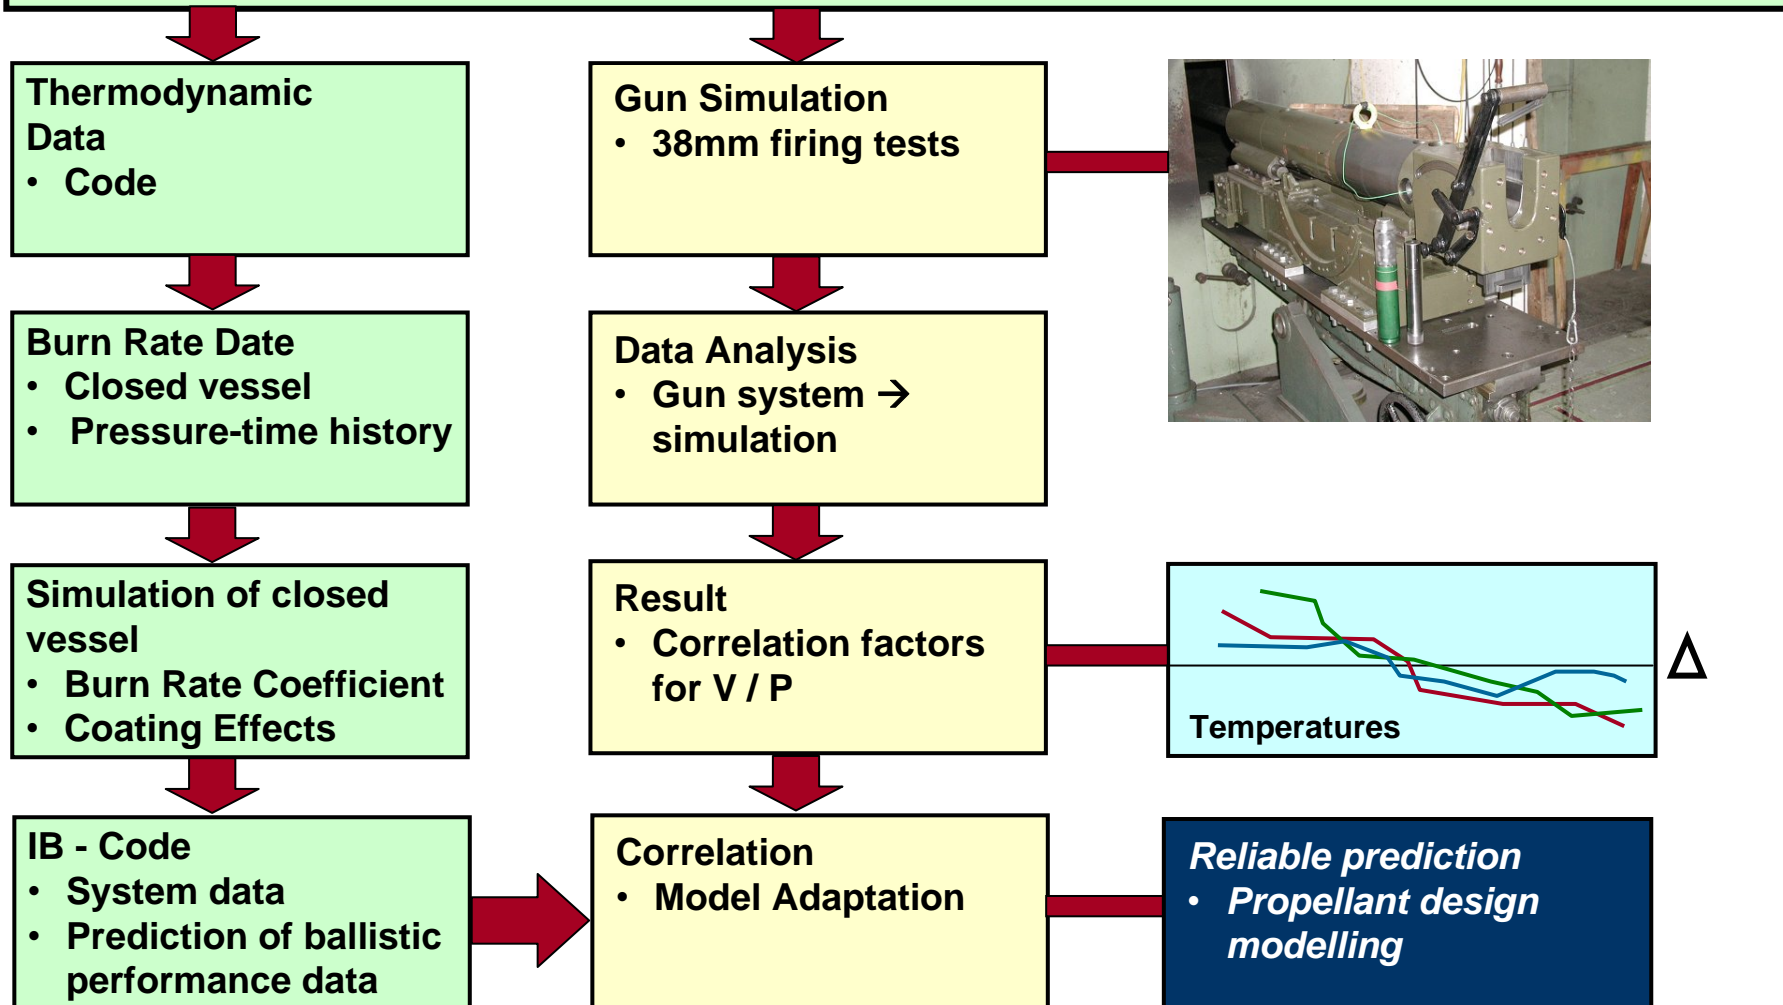 Thermodynamic
Data
• Code
Burn Rate Date
• Closed vessel
• Pressure-time history
Simulation of closed
vessel
• Burn Rate Coefficient
• Coating Effects
IB - Code
• System data
• Prediction of ballistic
performance data
Gun Simulation
• 38mm firing tests
Data Analysis
• Gun system →
simulation
Result
• Correlation factors
for V / P
Correlation
• Model Adaptation
Temperatures
Δ
Reliable prediction
• Propellant design
modelling